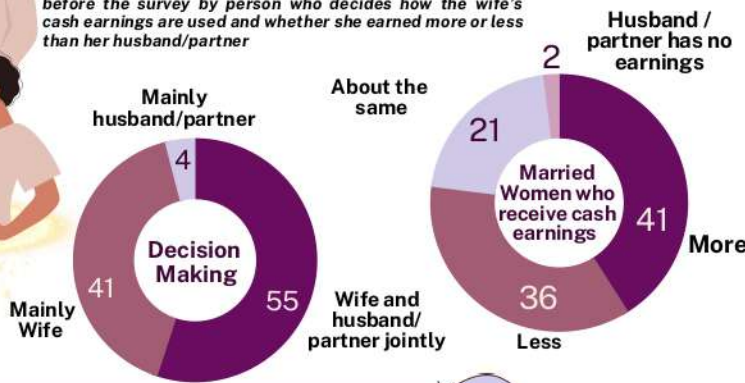 before the survey by person who decides how the wife's
cash earnings are used and whether she earned more or less
than her husband/partner
Mainly
husband/partner
4
41
55
Decision
Making
Mainly
Wife
Wife and
husband/
partner jointly
About the
same
Husband /
partner has no
earnings
2
21
41
36
Married
Women who
receive cash
earnings
More
Less